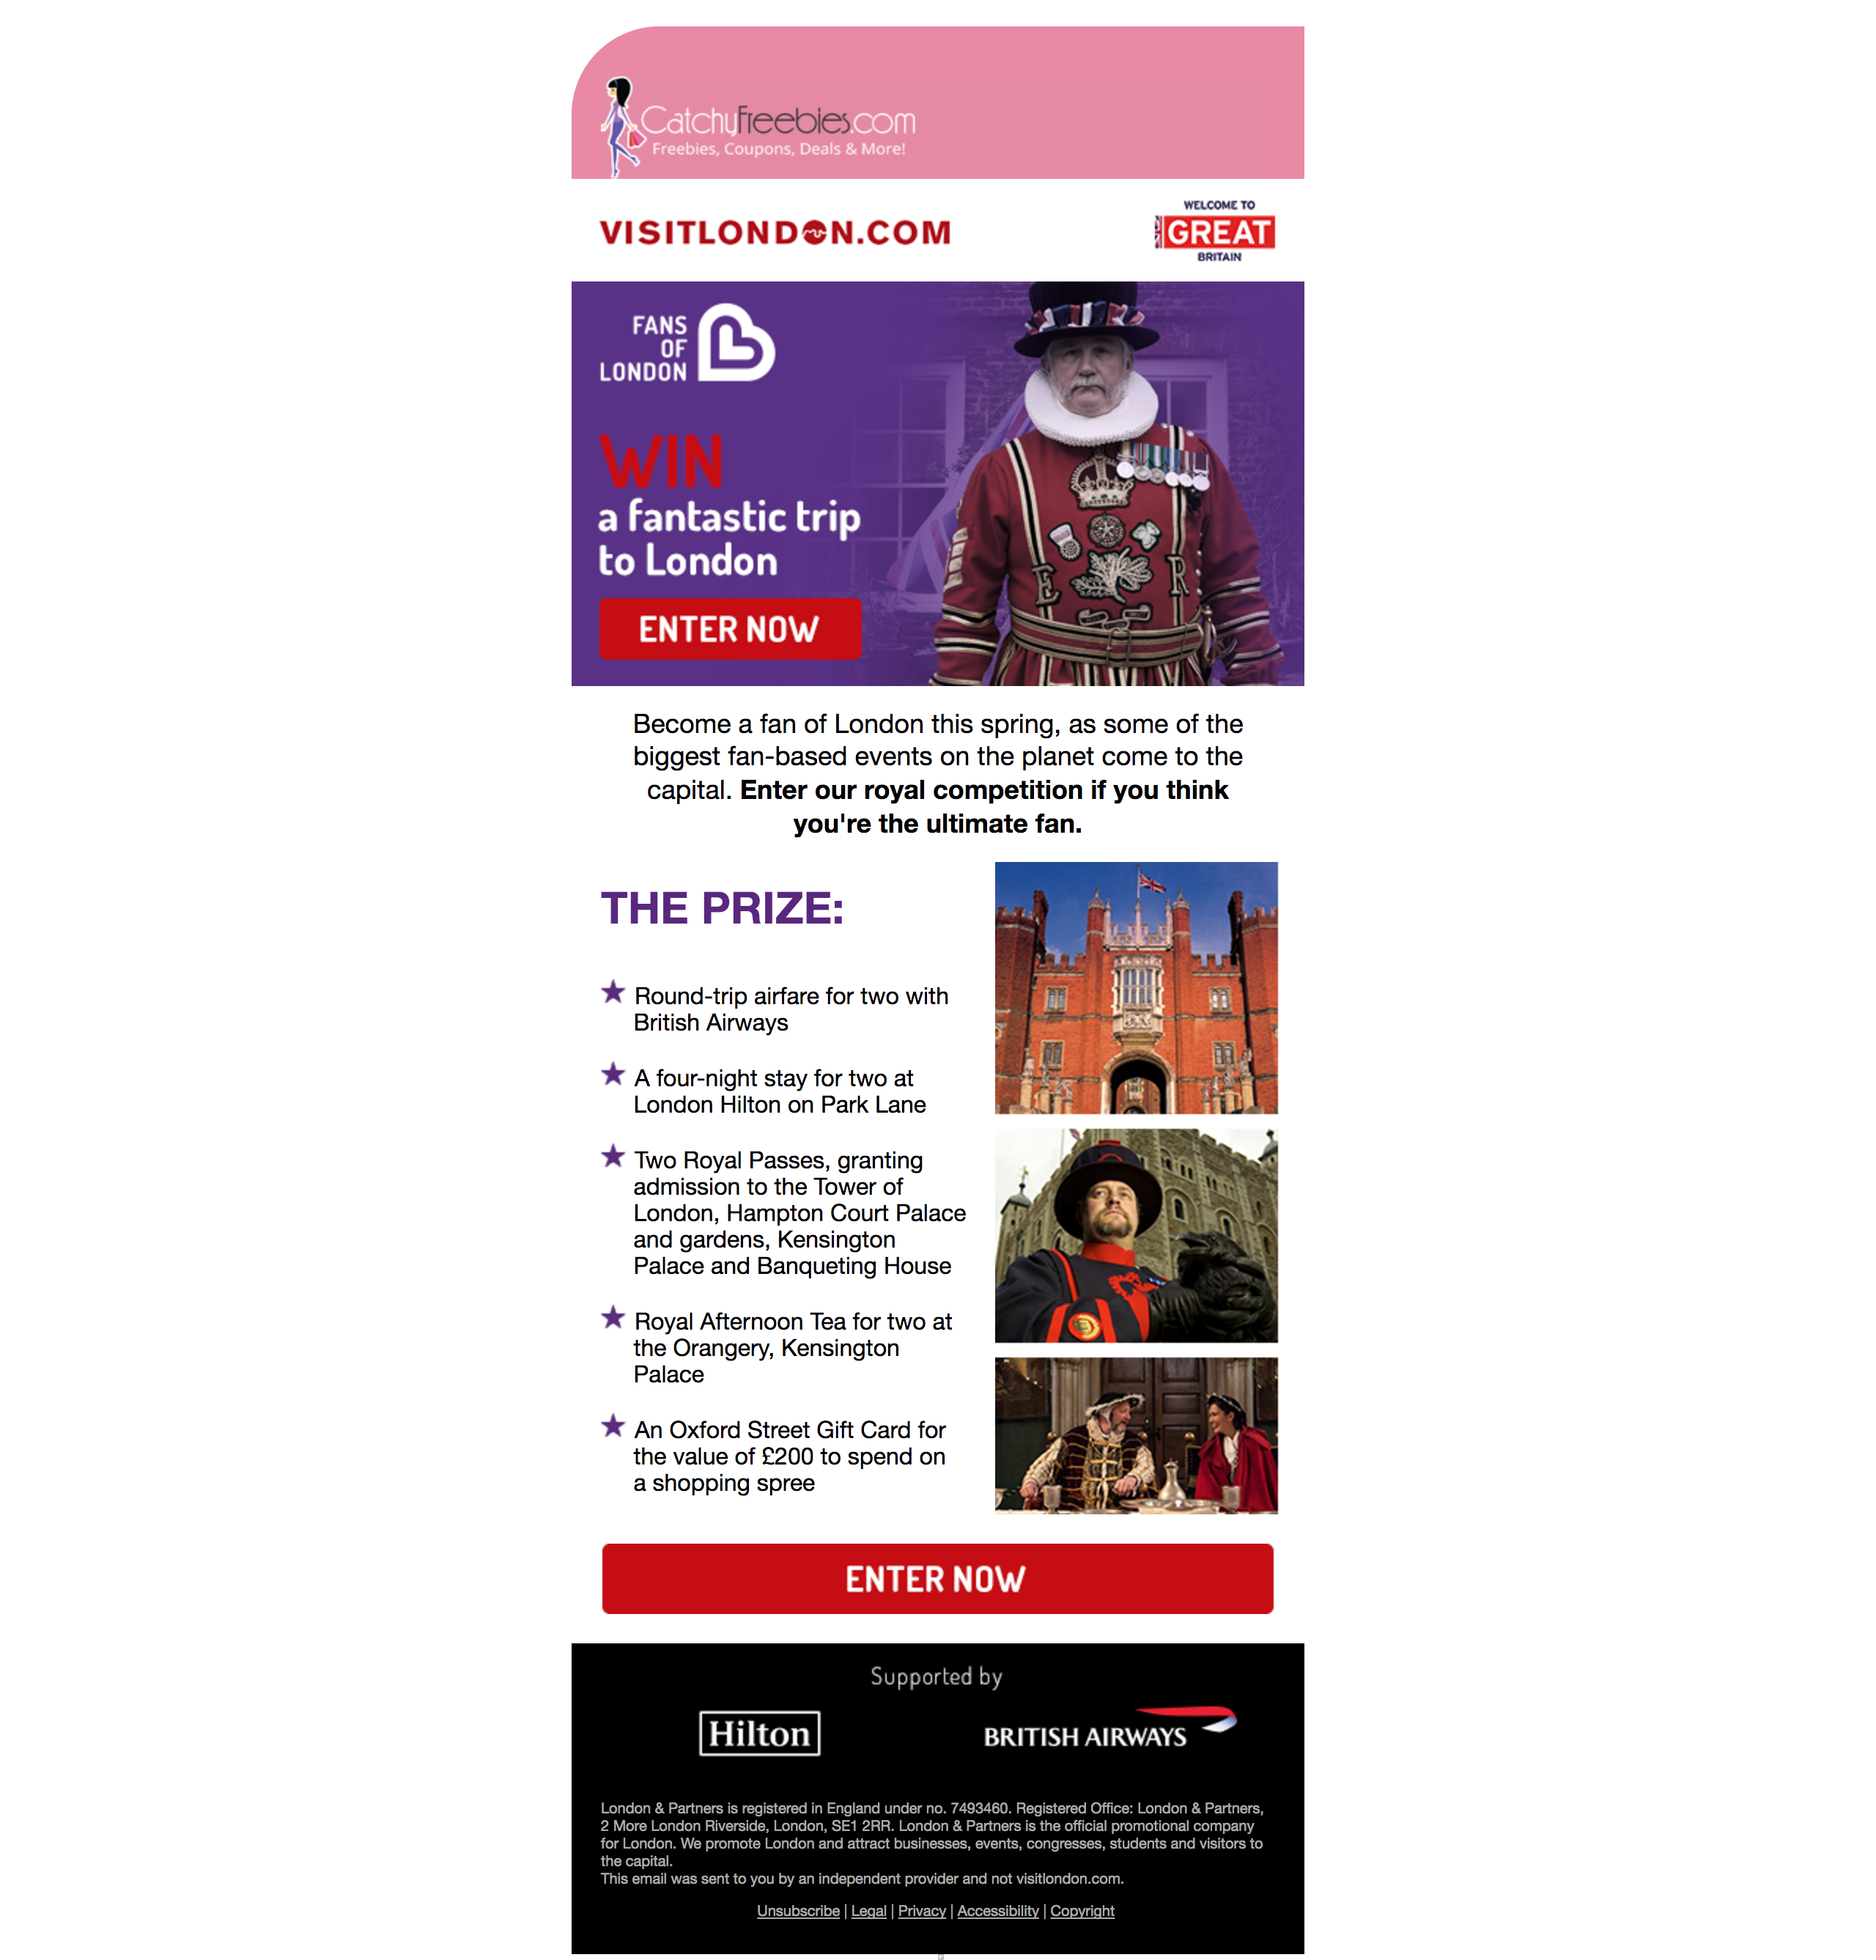 CatchyFreebies.com
Freebies, Coupons, Deals & More!
VISITLONDON.COM
WELCOME TO
GREAT
BRITAIN
FANS
OF
LONDON
WIN
a fantastic trip
to London
ENTER NOW
E R
Become a fan of London this spring, as some of the
biggest fan-based events on the planet come to the
capital. Enter our royal competition if you think
you're the ultimate fan.
THE PRIZE:
Round-trip airfare for two with
British Airways
A four-night stay for two at
London Hilton on Park Lane
Two Royal Passes, granting
admission to the Tower of
London, Hampton Court Palace
and gardens, Kensington
Palace and Banqueting House
Royal Afternoon Tea for two at
the Orangery, Kensington
Palace
An Oxford Street Gift Card for
the value of £200 to spend on
a shopping spree
ENTER NOW
Supported by
Hilton
BRITISH AIRWAYS
London & Partners is registered in England under no. 7493460. Registered Office: London & Partners,
2 More London Riverside, London, SE1 2RR. London & Partners is the official promotional company
for London. We promote London and attract businesses, events, congresses, students and visitors to
the capital.
This email was sent to you by an independent provider and not visitlondon.com.
Unsubscribe | Legal | Privacy | Accessibility | Copyright